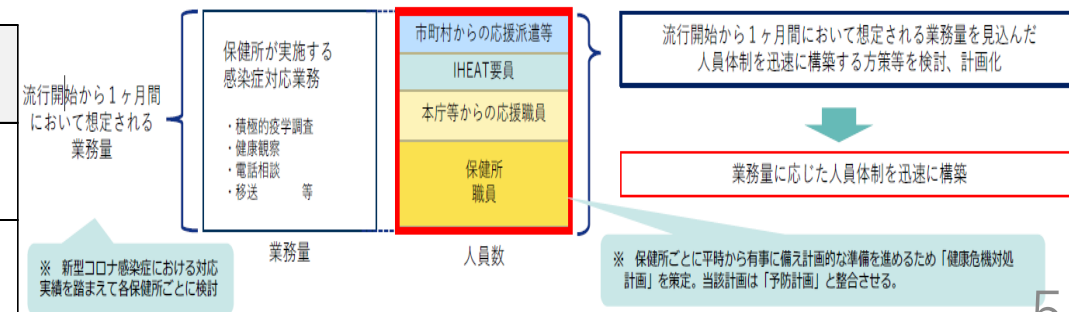 流行開始から１ヶ月間
において想定される
業務量
※　新型コロナ感染症における対応
実績を踏まえて各保健所ごとに検討
保健所が実施する
感染症対応業務
・積極的疫学調査
・健康観察
・電話相談
・移送　　　等
業務量
市町村からの応援派遣等
IHEAT要員
本庁等からの応援職員
保健所
職員
人員数
流行開始から１ヶ月間において想定される業務量を見込んだ
人員体制を迅速に構築する方策等を検討、計画化
業務量に応じた人員体制を迅速に構築
※　保健所ごとに平時から有事に備え計画的な準備を進めるため「健康危機対処
計画」を策定。当該計画は「予防計画」と整合させる。
5